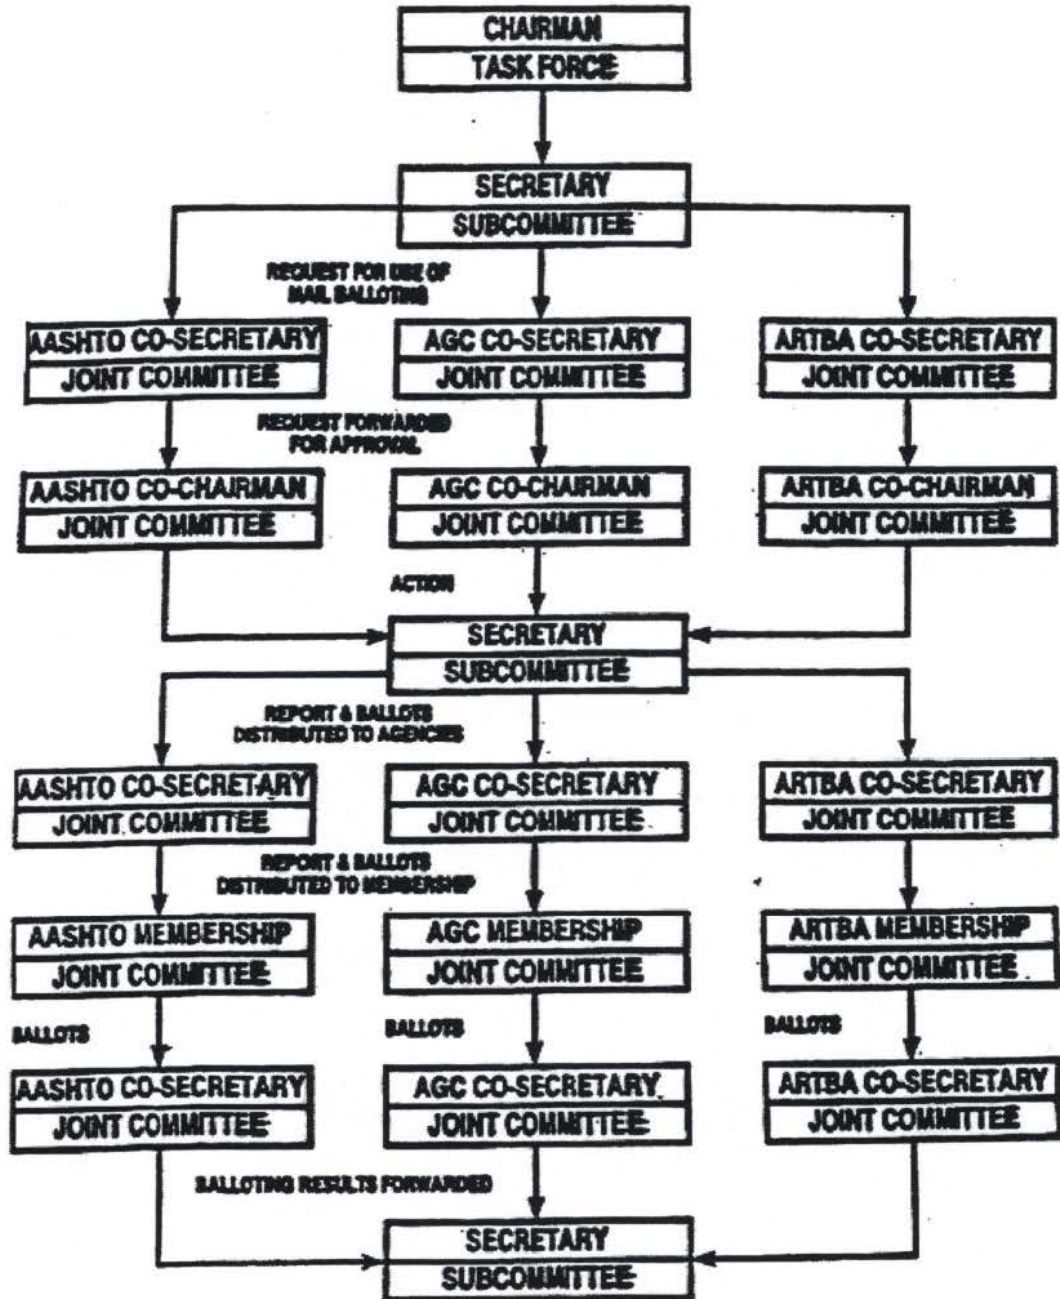 CHAIRMAN
TASK FORCE
SECRETARY
SUBCOMMITTEE
REQUEST FOR USE OF
MAIL BALLOTING
AASHTO CO-SECRETARY
JOINT COMMITTEE
AGC CO-SECRETARY
JOINT COMMITTEE
ARTBA CO-SECRETARY
JOINT COMMITTEE
REQUEST FORWARDED
FOR APPROVAL
AASHTO CO-CHAIRMAN
JOINT COMMITTEE
AGC CO-CHAIRMAN
JOINT COMMITTEE
ARTBA CO-CHAIRMAN
JOINT COMMITTEE
ACTION
SECRETARY
SUBCOMMITTEE
REPORT & BALLOTS
DISTRIBUTED TO AGENCIES
AASHTO CO-SECRETARY
JOINT COMMITTEE
AGC CO-SECRETARY
JOINT COMMITTEE
ARTBA CO-SECRETARY
JOINT COMMITTEE
REPORT & BALLOTS
DISTRIBUTED TO MEMBERSHIP
AASHTO MEMBERSHIP
JOINT COMMITTEE
AGC MEMBERSHIP
JOINT COMMITTEE
ARTBA MEMBERSHIP
JOINT COMMITTEE
BALLOTS
BALLOTS
BALLOTS
AASHTO CO-SECRETARY
JOINT COMMITTEE
AGC CO-SECRETARY
JOINT COMMITTEE
ARTBA CO-SECRETARY
JOINT COMMITTEE
BALLOTING RESULTS FORWARDED
SECRETARY
SUBCOMMITTEE